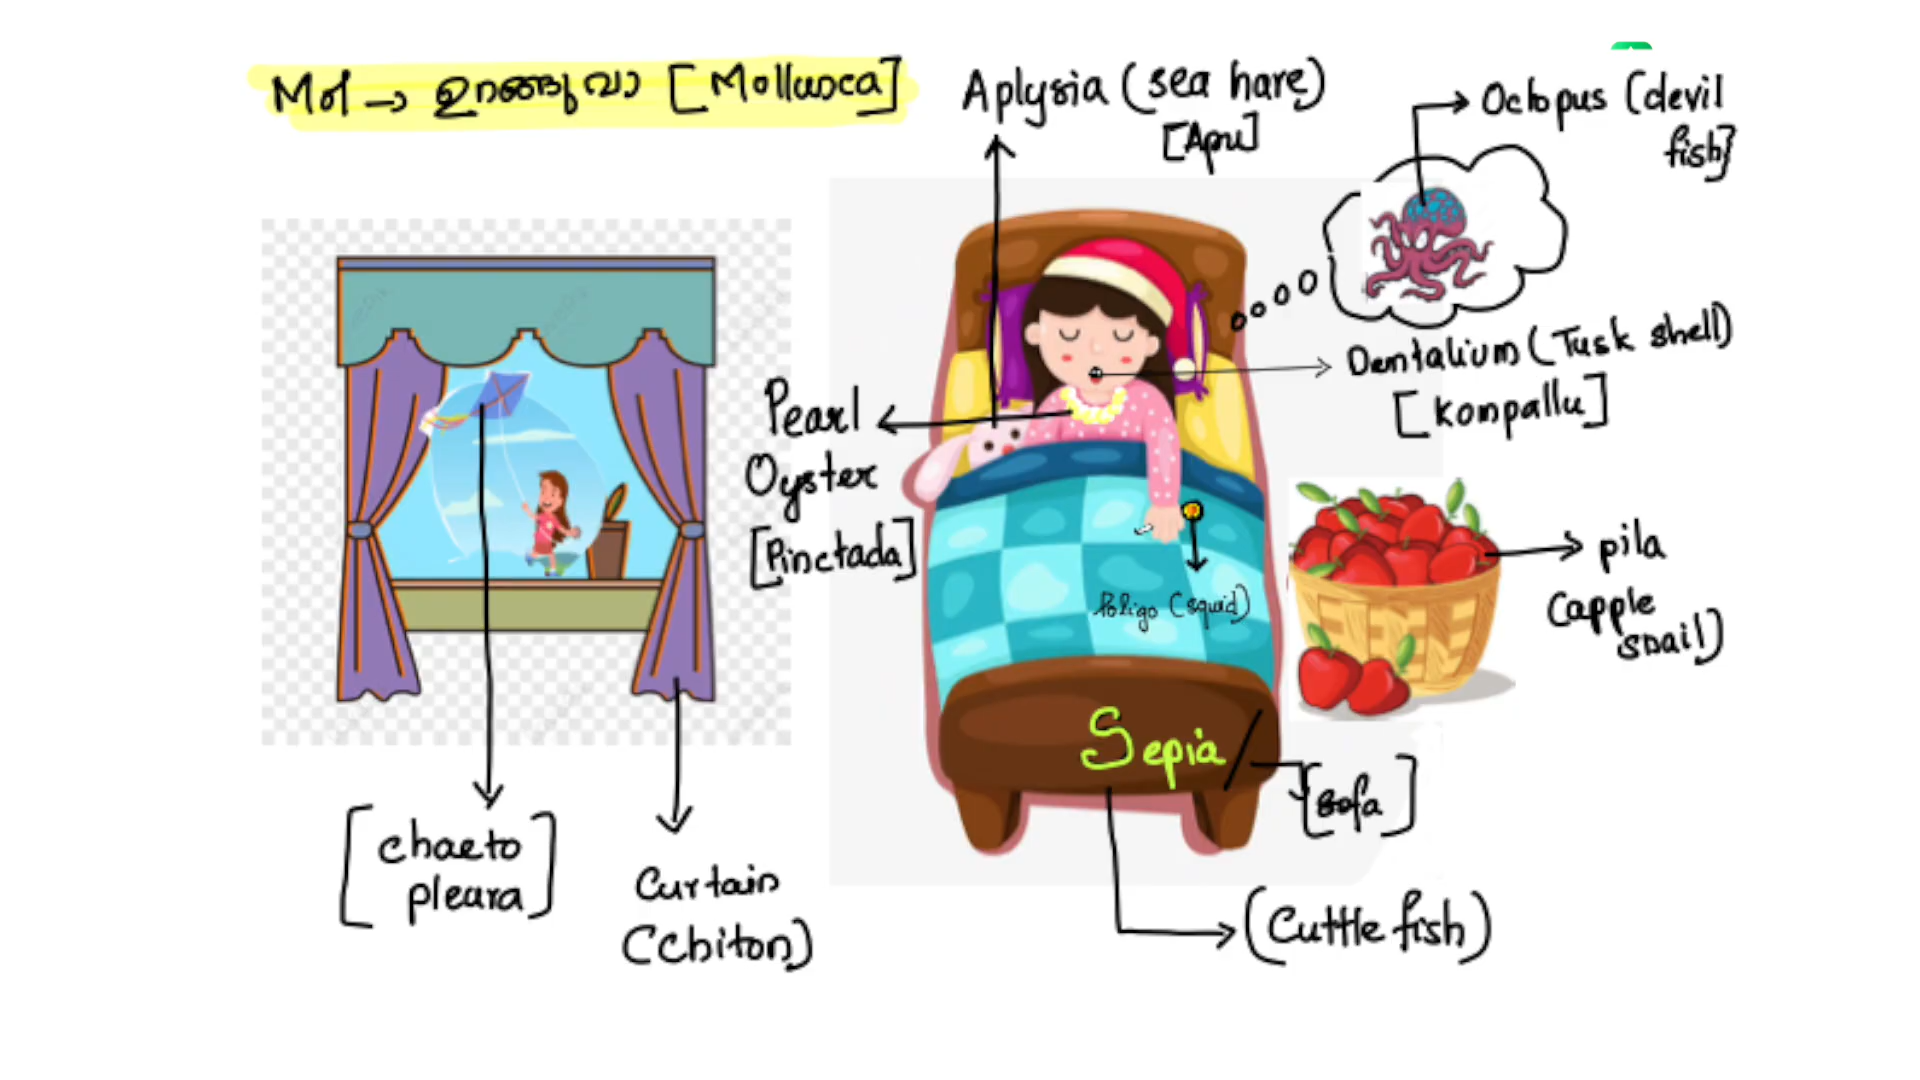 Mol → ഉറങ്ങുവാ [Mollusca]
Aplysia (sea hare)
[Apu]
Octopus (devil
fish]
Dentalium (Tusk shell)
[Kompallu]
Pearl
Oyster
[Pinctada]
loligo (squid)
pila
(apple
snail)
Sepia
[sofa]
(Cuttle fish)
[chaeto
pleura]
Curtain
(Chiton)